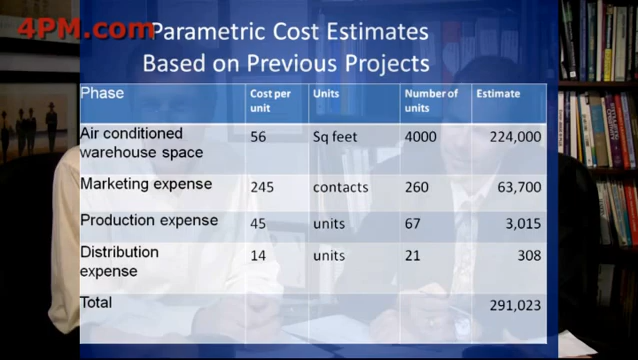 4PM.com
Parametric Cost Estimates
Based on Previous Projects
Phase Cost per unit Units Number of units Estimate
Air conditioned warehouse space 56 Sq feet 4000 224,000
Marketing expense 245 contacts 260 63,700
Production expense 45 units 67 3,015
Distribution expense 14 units 21 308
Total 291,023